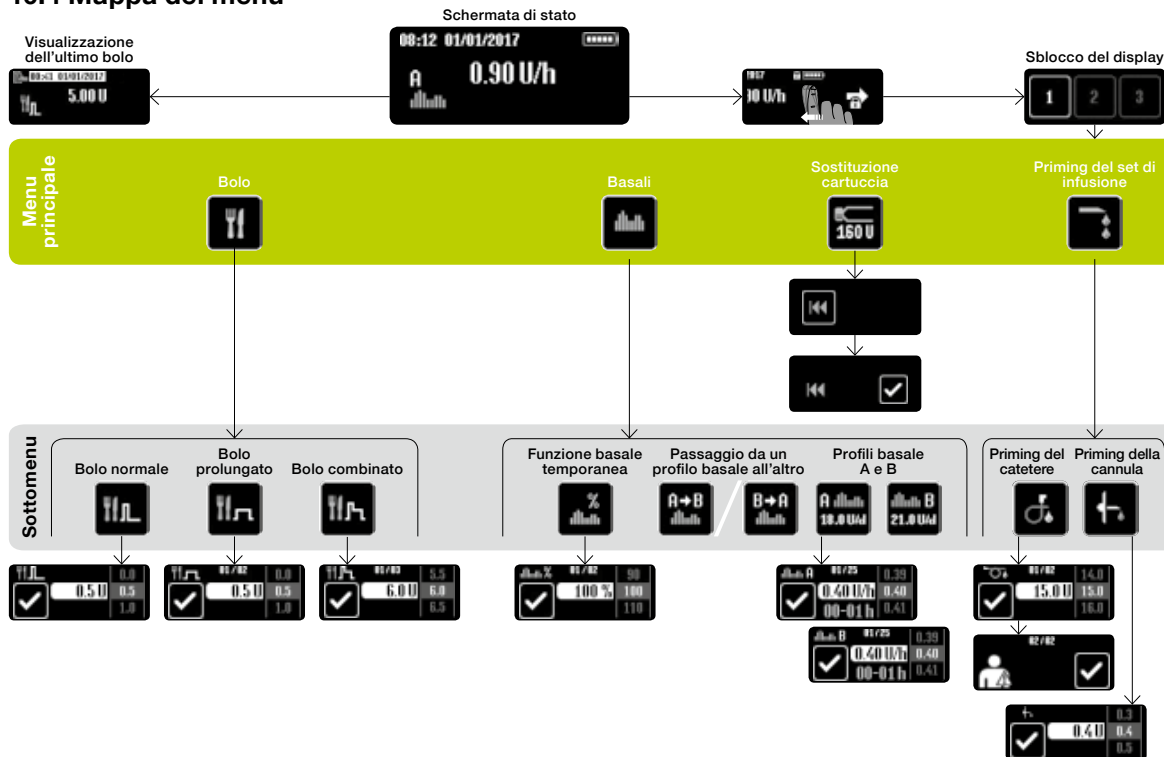 Mappa del menu
Schermata di stato
Visualizzazione
dell'ultimo bolo
Sblocco del display
08:12 01/01/2017
A 0.90 U/h
01/01/2017
5.00 U
1 2 3
Menu
principale
Bolo
Basali
Sostituzione
cartuccia
160 U
Priming del set di
infusione
Sottomenu
Bolo normale
Bolo
prolungato
Bolo combinato
Funzione basale
temporanea
%
Passaggio da un
profilo basale all'altro
A→B
B→A
Profili basale
A e B
A
18.0 U/d
B
21.0 U/d
Priming del
catetere
Priming della
cannula
0.0
0.5 U 0.5
1.0
01/02 0.0
0.5 U 0.5
1.0
01/03 5.5
6.0 U 6.0
6.5
% 01/02 90
100 % 100
110
A 01/25 0.39
0.40 U/h 0.40
00-01 h 0.41
B 01/25 0.39
0.40 U/h 0.40
00-01 h 0.41
01/02 14.0
15.0 U 15.0
16.0
02/02
0.3
0.4 U 0.4
0.5